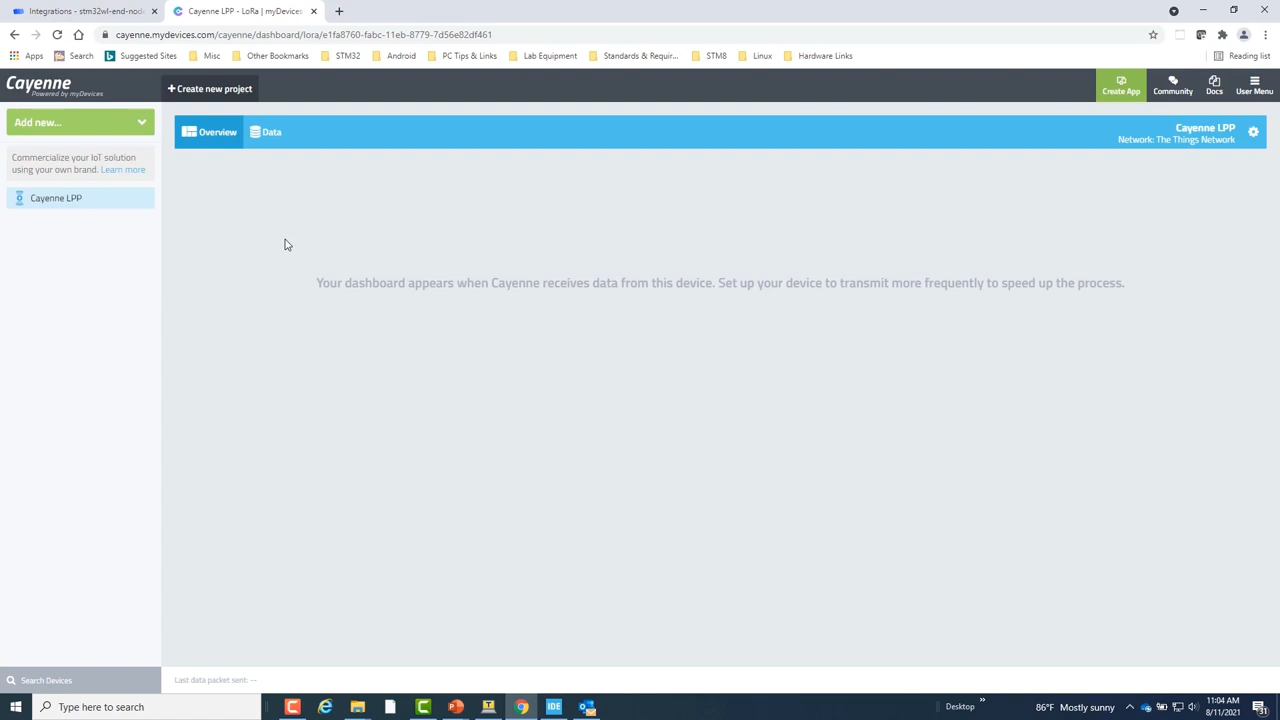 Integrations - stm32wl-end-node
Cayenne LPP - LoRa | myDevices
cayenne.mydevices.com/cayenne/dashboard/lora/e1fa8760-fabc-11eb-8779-7d56e82df461
Apps
Search
Suggested Sites
Misc
Other Bookmarks
STM32
Android
PC Tips & Links
Lab Equipment
Standards & Requir...
STM8
Linux
Hardware Links
Reading list
Cayenne
Powered by myDevices
+ Create new project
Create App
Community
Docs
User Menu
Add new...
Overview
Data
Cayenne LPP
Network: The Things Network
Commercialize your IoT solution
using your own brand. Learn more
Cayenne LPP
Your dashboard appears when Cayenne receives data from this device. Set up your device to transmit more frequently to speed up the process.
Search Devices
Last data packet sent: --
Type here to search
IDE
Desktop
86°F Mostly sunny
11:04 AM
8/11/2021
31